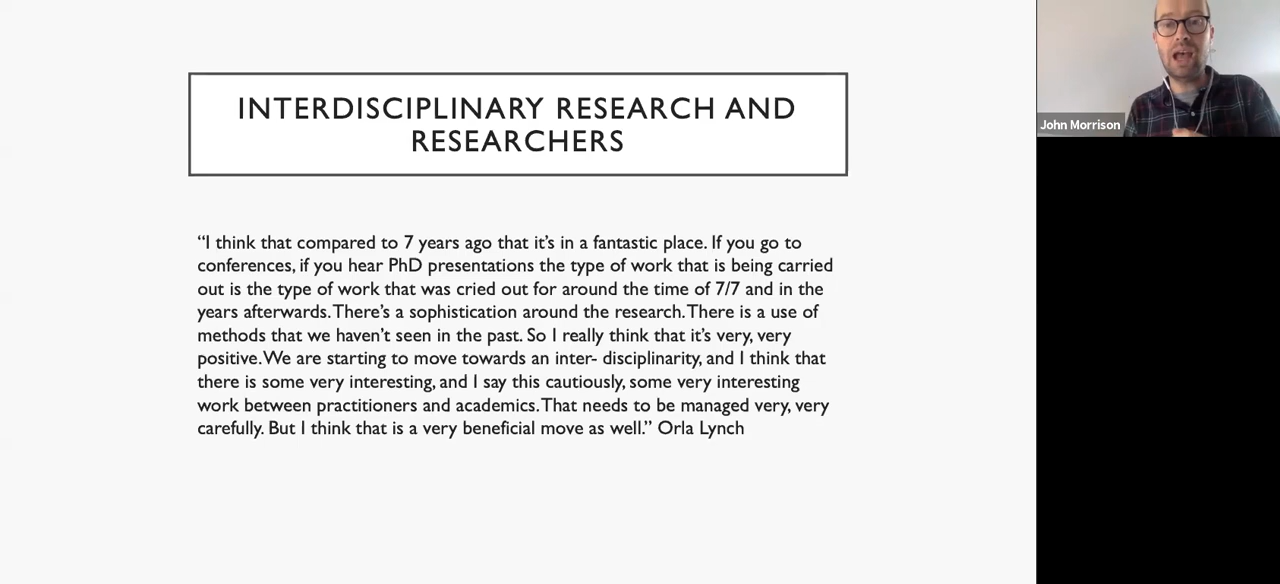 INTERDISCIPLINARY RESEARCH AND
RESEARCHERS
“I think that compared to 7 years ago that it’s in a fantastic place. If you go to
conferences, if you hear PhD presentations the type of work that is being carried
out is the type of work that was cried out for around the time of 7/7 and in the
years afterwards. There’s a sophistication around the research. There is a use of
methods that we haven’t seen in the past. So I really think that it’s very, very
positive. We are starting to move towards an inter- disciplinarity, and I think that
there is some very interesting, and I say this cautiously, some very interesting
work between practitioners and academics. That needs to be managed very, very
carefully. But I think that is a very beneficial move as well.” Orla Lynch
John Morrison